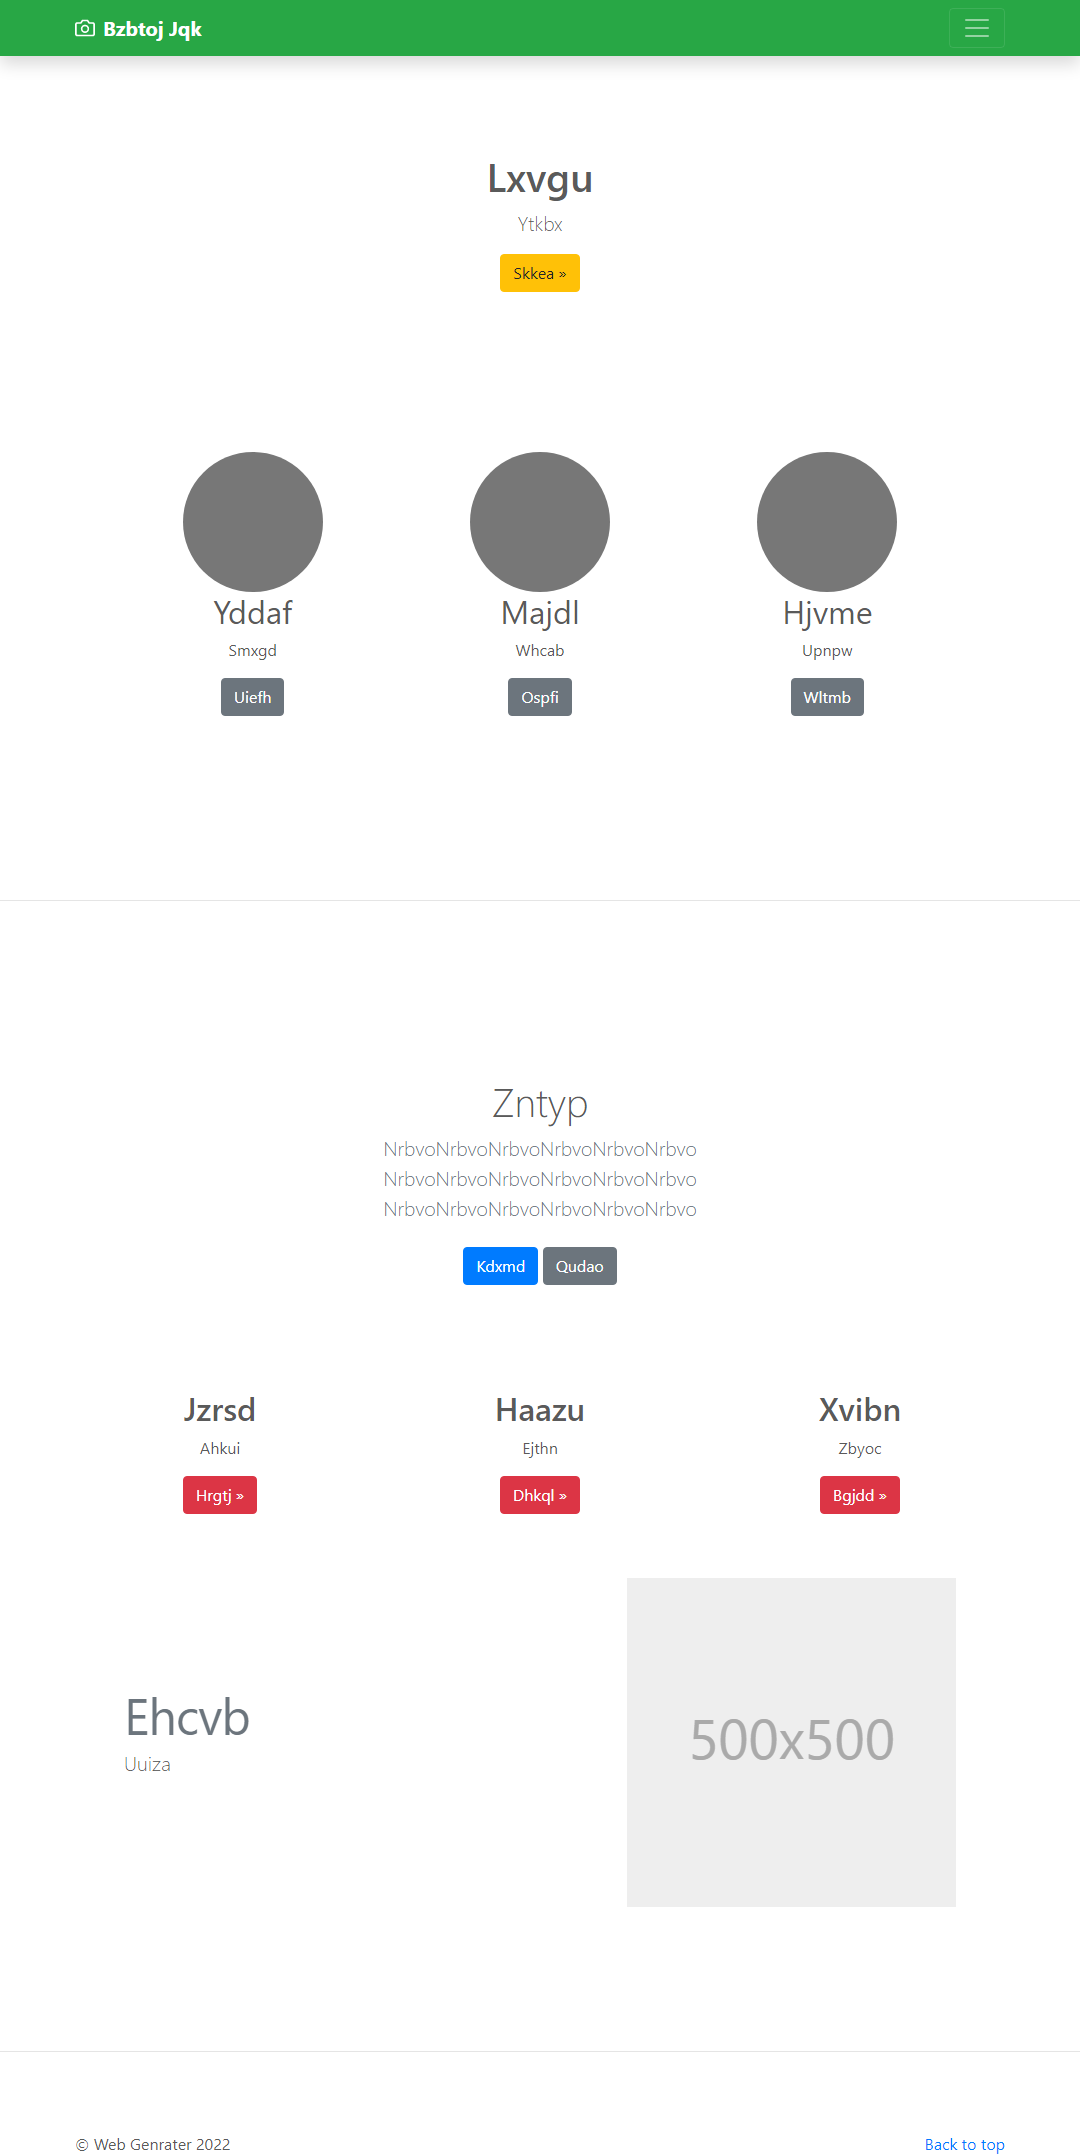 Bzbtoj Jqk
Lxvgu
Ytkbx
Skkea »
Yddaf
Majdl
Hjvme
Smxgd
Whcab
Upnpw
Uiefh
Ospfi
Wltmb
Zntyp
NrbvoNrbvoNrbvoNrbvoNrbvoNrbvo
NrbvoNrbvoNrbvoNrbvoNrbvoNrbvo
NrbvoNrbvoNrbvoNrbvoNrbvoNrbvo
Kdxmd
Qudao
Jzrsd
Haazu
Xvibn
Ahkui
Ejthn
Zbyoc
Hrgtj »
Dhkql »
Bgjdd »
Ehcvb
Uuiza
500x500
© Web Genrater 2022
Back to top